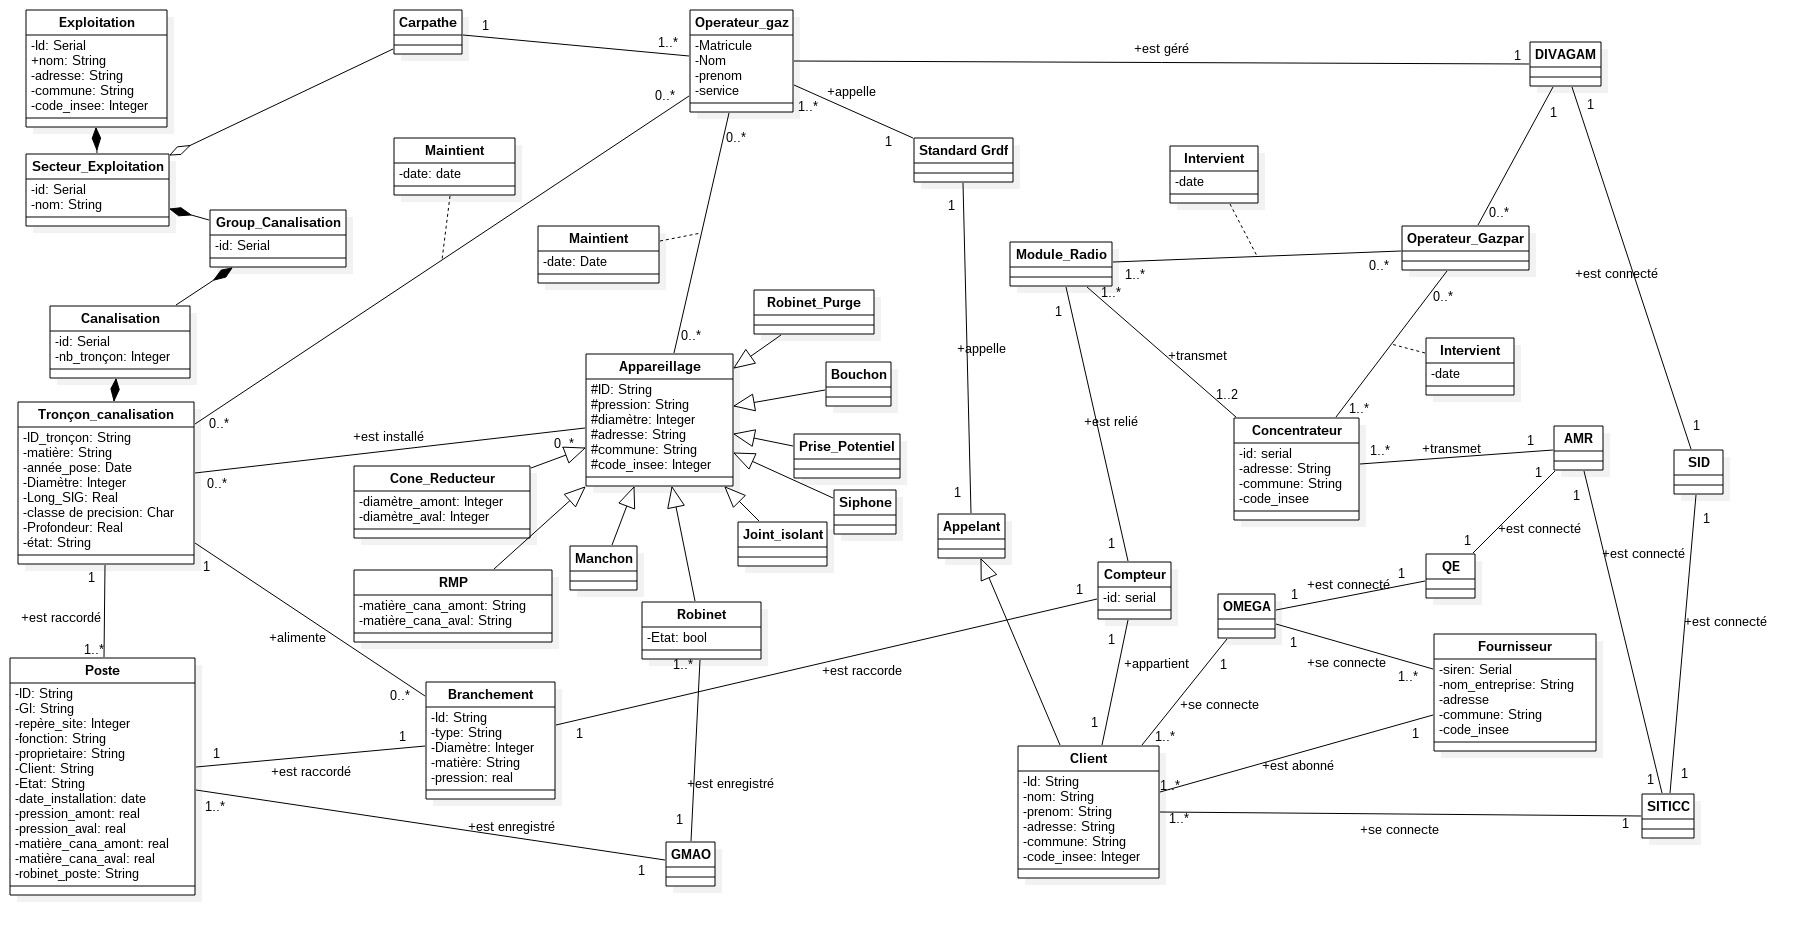 Exploitation
-Id: Serial
+nom: String
-adresse: String
-commune: String
-code_insee: Integer
Carpathe
1
1..*
Operateur_gaz
-Matricule
-Nom
-prenom
-service
+est géré
1
DIVAGAM
0..*
1..*
+appelle
1
0..*
1
1
Secteur_Exploitation
-id: Serial
-nom: String
Maintient
-date: date
Standard Grdf
1
Intervient
-date
Group_Canalisation
-id: Serial
Maintient
-date: Date
Module_Radio
1..*
0..*
0..*
Operateur_Gazpar
+est connecté
1..*
1
0..*
Canalisation
-id: Serial
-nb_tronçon: Integer
Robinet_Purge
0..*
+appelle
+transmet
Intervient
-date
Appareillage
#ID: String
#pression: String
#diamètre: Integer
#adresse: String
#commune: String
#code_insee: Integer
Bouchon
1..2
1..*
Tronçon_canalisation
-ID_tronçon: String
-matière: String
-année_pose: Date
-Diamètre: Integer
-Long_SIG: Real
-classe de precision: Char
-Profondeur: Real
-état: String
0..*
+est installé
0..*
0..*
Prise_Potentiel
+est relié
Concentrateur
-id: serial
-adresse: String
-commune: String
-code_insee
1..*
+transmet
1
AMR
1
SID
Cone_Reducteur
-diamètre_amont: Integer
-diamètre_aval: Integer
Siphone
1
1
1
1
Joint_isolant
Appelant
+est connecté
Manchon
1
1
+est connecté
1
1
RMP
-matière_cana_amont: String
-matière_cana_aval: String
Compteur
-id: serial
1
QE
1
+est connecté
1
OMEGA
+est raccordé
+alimente
Robinet
-Etat: bool
1
1
+est connecté
1..*
1..*
+appartient
1
+se connecte
1..*
Fournisseur
-siren: Serial
-nom_entreprise: String
-adresse
-commune: String
-code_insee
Poste
-ID: String
-GI: String
-repère_site: Integer
-fonction: String
-proprietaire: String
-Client: String
-Etat: String
-date_installation: date
-pression_amont: real
-pression_aval: real
-matière_cana_amont: real
-matière_cana_aval: real
-robinet_poste: String
0..*
Branchement
-Id: String
-type: String
-Diamètre: Integer
-matière: String
-pression: real
+est raccorde
1
+se connecte
1
1..*
1
1
1
+est raccordé
1..*
+est enregistré
1
+est enregistré
1
GMAO
Client
-Id: String
-nom: String
-prenom: String
-adresse: String
-commune: String
-code_insee: Integer
1..*
+est abonné
1..*
+se connecte
1
1
1
SITICC